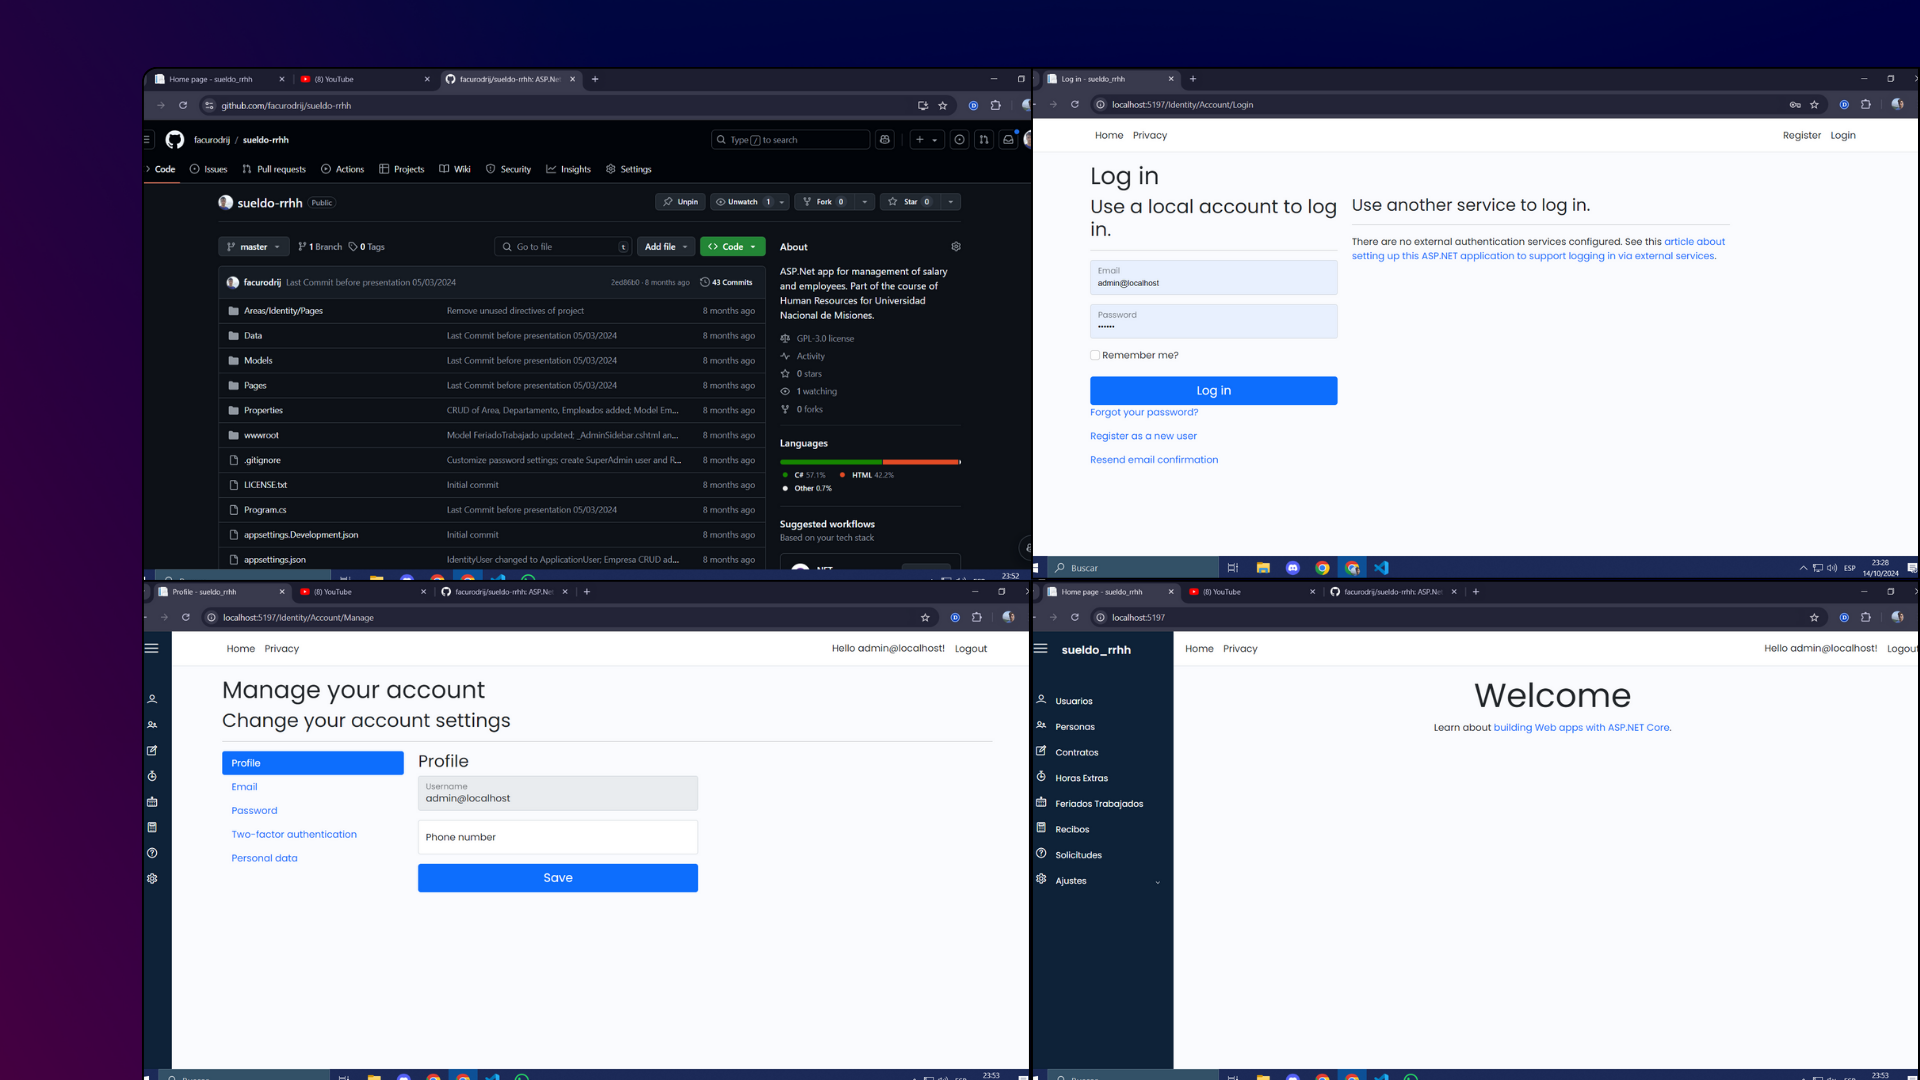 Home page - sueldo_rrhh
(8) YouTube
facurodrij/sueldo-rrhh: ASP.Net
github.com/facurodrij/sueldo-rrhh
facurodrij / sueldo-rrhh
Type / to search
Code Issues Pull requests Actions Projects Wiki Security Insights Settings
sueldo-rrhh Public
Unpin Unwatch 1 Fork 0 Star 0
master 1 Branch 0 Tags
Go to file t
Add file Code
facurodrij Last Commit before presentation 05/03/2024 2ed86b0 · 8 months ago 43 Commits
Areas/Identity/Pages Remove unused directives of project 8 months ago
Data Last Commit before presentation 05/03/2024 8 months ago
Models Last Commit before presentation 05/03/2024 8 months ago
Pages Last Commit before presentation 05/03/2024 8 months ago
Properties CRUD of Area, Departamento, Empleados added; Model Em... 8 months ago
wwwroot Model FeriadoTrabajado updated; _AdminSidebar.cshtml an... 8 months ago
.gitignore Customize password settings; create SuperAdmin user and R... 8 months ago
LICENSE.txt Initial commit 8 months ago
Program.cs Last Commit before presentation 05/03/2024 8 months ago
appsettings.Development.json Initial commit 8 months ago
appsettings.json IdentityUser changed to ApplicationUser; Empresa CRUD ad... 8 months ago
About
ASP.Net app for management of salary
and employees. Part of the course of
Human Resources for Universidad
Nacional de Misiones.
GPL-3.0 license
Activity
0 stars
1 watching
0 forks
Languages
C# 57.1% HTML 42.2%
Other 0.7%
Suggested workflows
Based on your tech stack
23:52
Log in - sueldo_rrhh
localhost:5197/Identity/Account/Login
Home Privacy
Register Login
Log in
Use a local account to log
in.
Email
admin@localhost
Password
••••••
Remember me?
Log in
Forgot your password?
Register as a new user
Resend email confirmation
Use another service to log in.
There are no external authentication services configured. See this article about
setting up this ASP.NET application to support logging in via external services.
Buscar
ESP
23:28
14/10/2024
Profile - sueldo_rrhh
(8) YouTube
facurodrij/sueldo-rrhh: ASP.Net
localhost:5197/Identity/Account/Manage
Home Privacy
Hello admin@localhost! Logout
Manage your account
Change your account settings
Profile
Email
Password
Two-factor authentication
Personal data
Profile
Username
admin@localhost
Phone number
Save
23:53
Home page - sueldo_rrhh
(8) YouTube
facurodrij/sueldo-rrhh: ASP.Net
localhost:5197
sueldo_rrhh
Home Privacy
Hello admin@localhost! Logout
Usuarios
Personas
Contratos
Horas Extras
Feriados Trabajados
Recibos
Solicitudes
Ajustes
Welcome
Learn about building Web apps with ASP.NET Core.
23:53